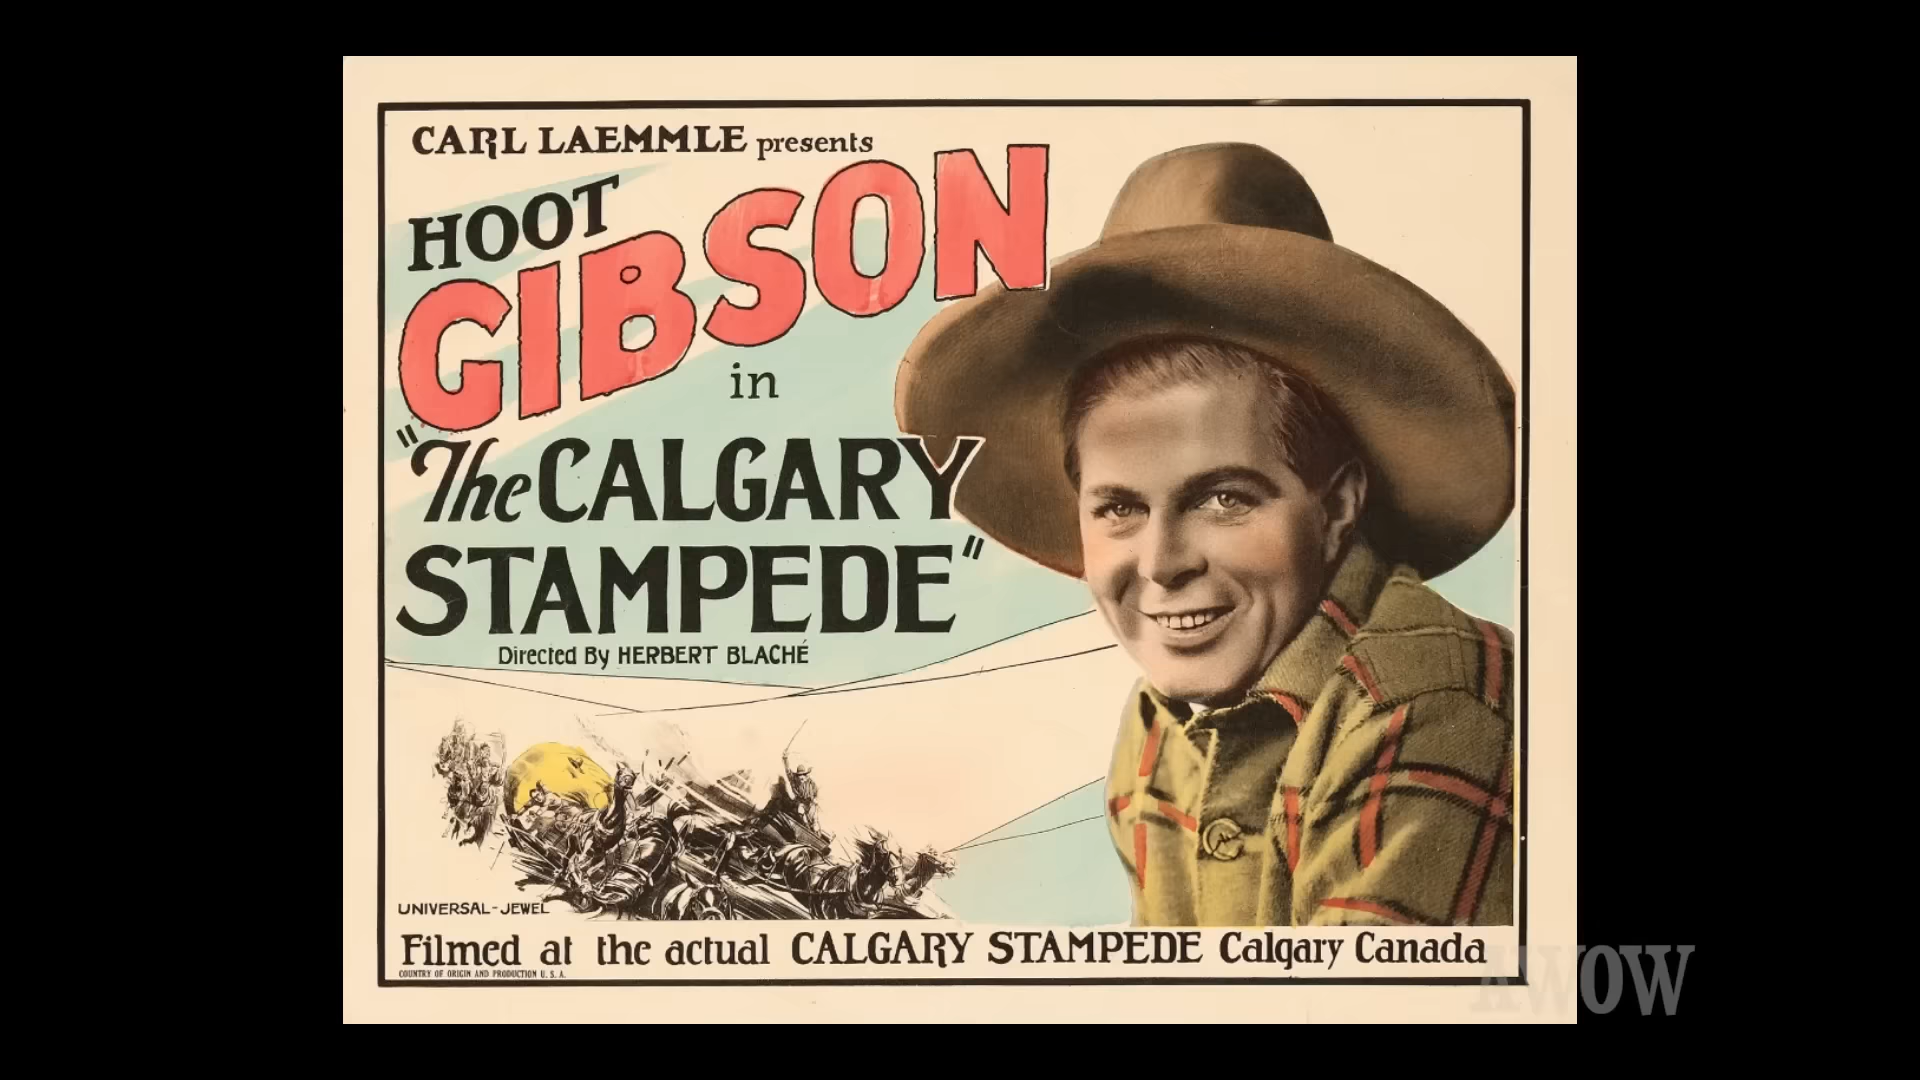 CARL LAEMMLE presents
HOOT
GIBSON
in
"The CALGARY
STAMPEDE"
Directed By HERBERT BLACHÉ
UNIVERSAL-JEWEL
Filmed at the actual CALGARY STAMPEDE Calgary Canada
COUNTRY OF ORIGIN AND PRODUCTION U. S. A.
AWOW